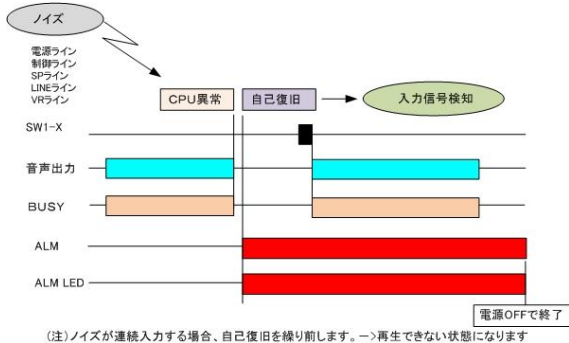 ノイズ
電源ライン
制御ライン
SPライン
LINEライン
VRライン
CPU異常
自己復旧
入力信号検知
SW1-X
音声出力
BUSY
ALM
ALM LED
電源OFFで終了
(注)ノイズが連続入力する場合、自己復旧を繰り前します。ー>再生できない状態になります